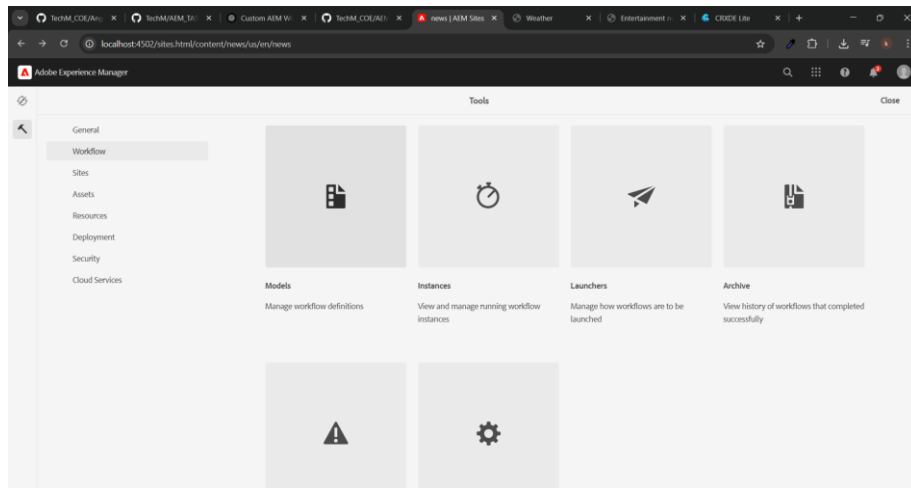 TechM_COE/Aeg
TechM/AEM_TAS
Custom AEM Wo
TechM_COE/AEM
news | AEM Sites
Weather
Entertainment n
CRXDE Lite
localhost:4502/sites.html/content/news/us/en/news
Adobe Experience Manager
Tools
Close
General
Workflow
Sites
Assets
Resources
Deployment
Security
Cloud Services
Models
Instances
Launchers
Archive
Manage workflow definitions
View and manage running workflow
instances
Manage how workflows are to be
launched
View history of workflows that completed
successfully